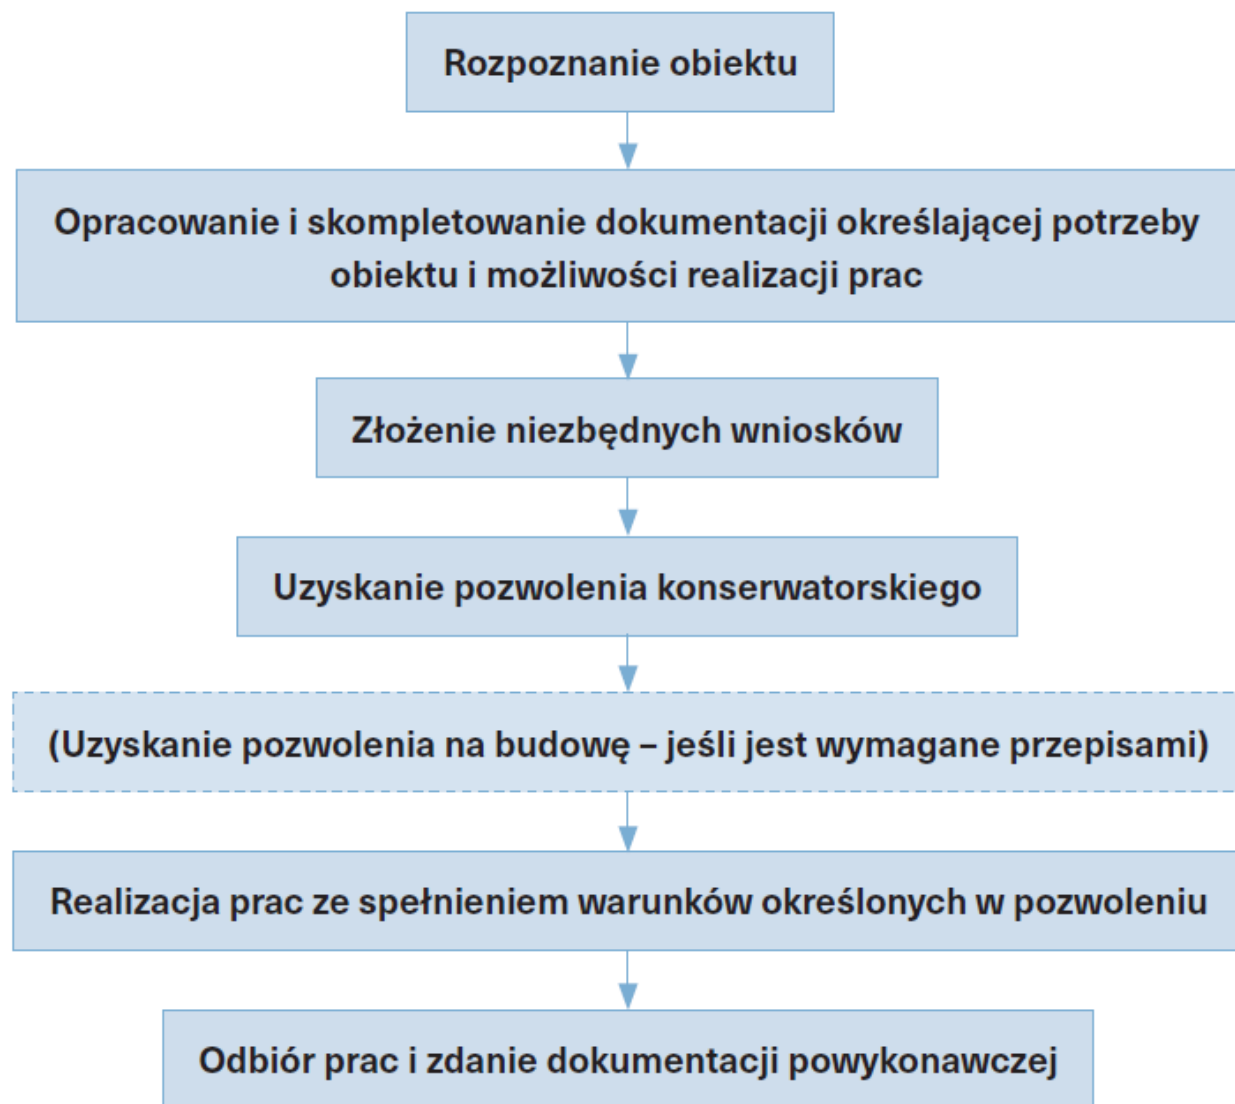 Rozpoznanie obiektu
Opracowanie i skompletowanie dokumentacji określającej potrzeby
obiektu i możliwości realizacji prac
Złożenie niezbędnych wniosków
Uzyskanie pozwolenia konserwatorskiego
(Uzyskanie pozwolenia na budowę – jeśli jest wymagane przepisami)
Realizacja prac ze spełnieniem warunków określonych w pozwoleniu
Odbiór prac i zdanie dokumentacji powykonawczej